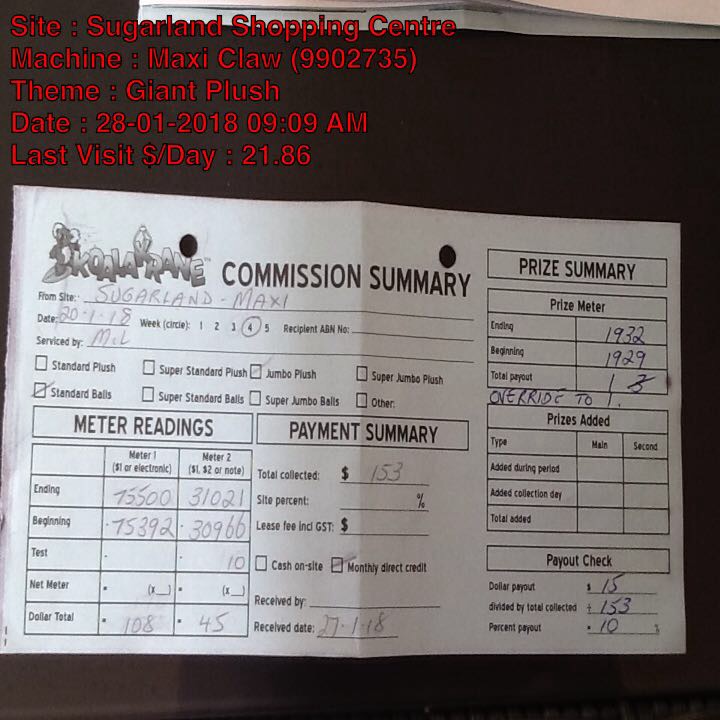 Site : Sugarland Shopping Centre
Machine : Maxi Claw (9902735)
Theme : Giant Plush
Date : 28-01-2018 09:09 AM
Last Visit $/Day : 21.86
KOALA KRANE™
COMMISSION SUMMARY
From Site: SUGARLAND - MAXI
Date: 20-1-18 Week (circle): 1 2 3 4 5 Recipient ABN No:
Serviced by: M.L
Standard Plush Super Standard Plush Jumbo Plush Super Jumbo Plush
Standard Balls Super Standard Balls Super Jumbo Balls Other:
METER READINGS
Meter 1 Meter 2
($1 or electronic) ($1, $2 or note)
Ending 75500 31021
Beginning 75392 30966
Test 10
Net Meter (x__) (x__)
Dollar Total 108 45
PAYMENT SUMMARY
Total collected: $ 153
Site percent: %
Lease fee incl GST: $
Cash on-site Monthly direct credit
Received by:
Received date: 27-1-18
PRIZE SUMMARY
Prize Meter
Ending 1932
Beginning 1929
Total payout 1 3
OVERRIDE TO 1.
Prizes Added
Type Main Second
Added during period
Added collection day
Total added
Payout Check
Dollar payout $ 15
divided by total collected ÷ 153
Percent payout = 10 %